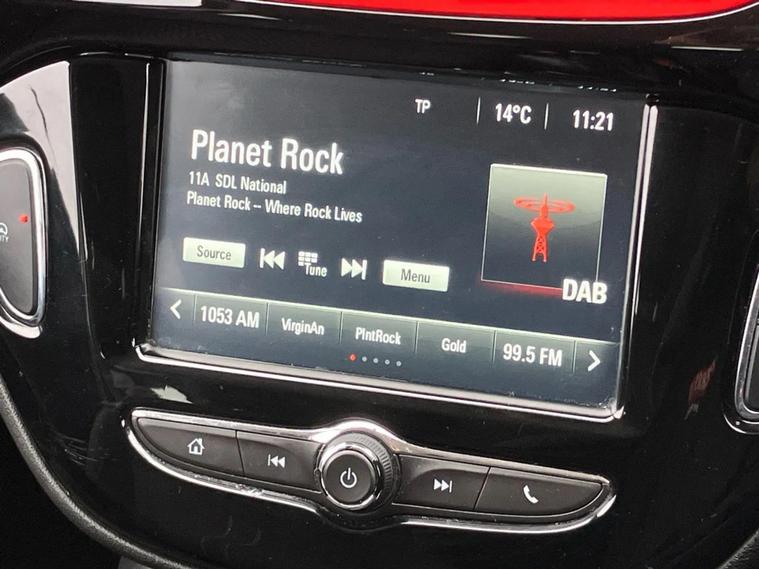 TP 14°C 11:21
Planet Rock
11A SDL National
Planet Rock -- Where Rock Lives
DAB
Source Tune Menu
1053 AM VirginAn PlntRock Gold 99.5 FM